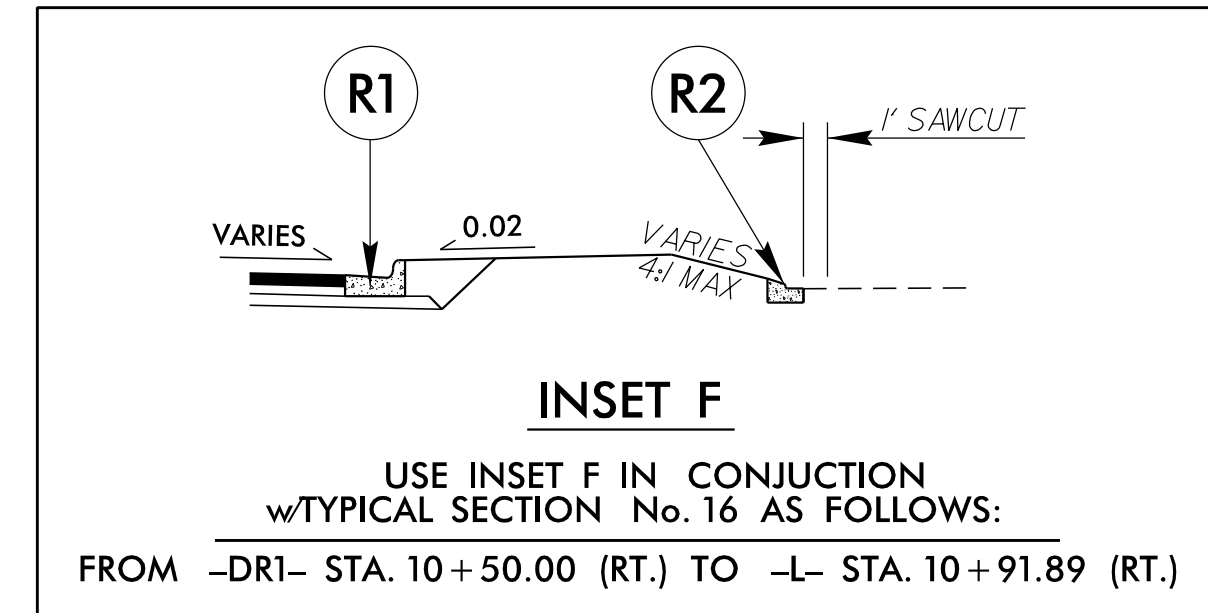 R1
R2
1' SAWCUT
VARIES
0.02
VARIES
4:1 MAX
INSET F
USE INSET F IN CONJUCTION
w/TYPICAL SECTION No. 16 AS FOLLOWS:
FROM -DR1- STA. 10+50.00 (RT.) TO -L- STA. 10+91.89 (RT.)